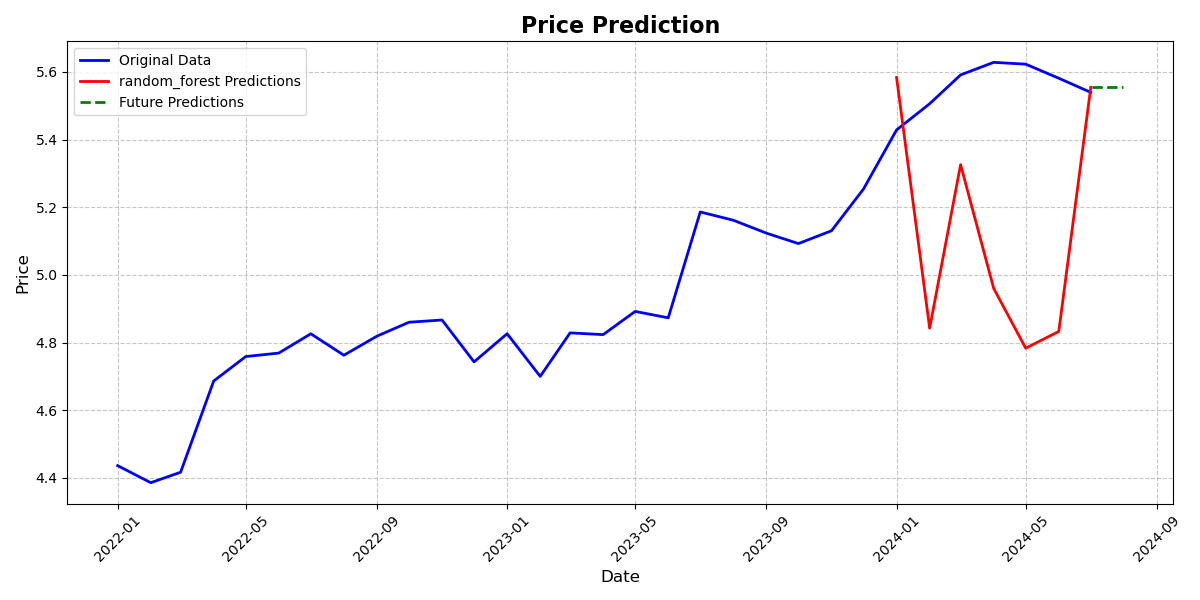 Price Prediction
Original Data
random_forest Predictions
Future Predictions
Price
5.6
5.4
5.2
5.0
4.8
4.6
4.4
2022-01
2022-05
2022-09
2023-01
2023-05
2023-09
2024-01
2024-05
2024-09
Date